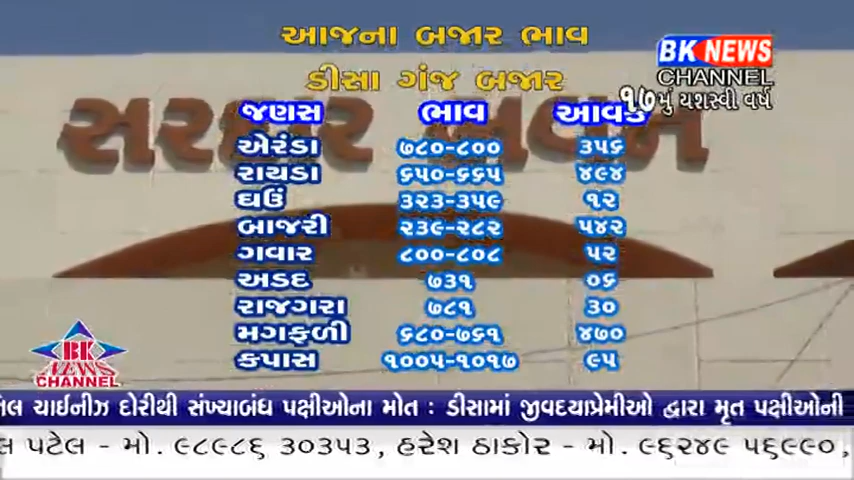 આજના બજાર ભાવ
ડીસા ગંજ બજાર
BK NEWS
CHANNEL
૧૭મું યશસ્વી વર્ષ
સરદાર ભવન
જણસ ભાવ આવક
એરંડા ૭૮૦-૮૦૦ ૩૫૬
રાયડા ૬૫૦-૬૬૫ ૪૯૪
ઘઉં ૩૨૩-૩૫૯ ૧૨
બાજરી ૨૩૯-૨૮૨ ૫૪૨
ગવાર ૮૦૦-૮૦૮ ૫૨
અડદ ૭૩૧ ૦૬
રાજગરા ૭૮૧ ૩૦
મગફળી ૬૮૦-૭૬૧ ૪૭૦
કપાસ ૧૦૦૫-૧૦૧૭ ૯૫
BK
NEWS
CHANNEL
ચાઈનીઝ દોરીથી સંખ્યાબંધ પક્ષીઓના મોત : ડીસામાં જીવદયાપ્રેમીઓ દ્વારા મૃત પક્ષીઓની
પટેલ - મો. ૯૮૯૮૬ ૩૦૩૫૩, હરેશ ઠાકોર - મો. ૯૬૨૪૯ ૫૬૯૯૦,